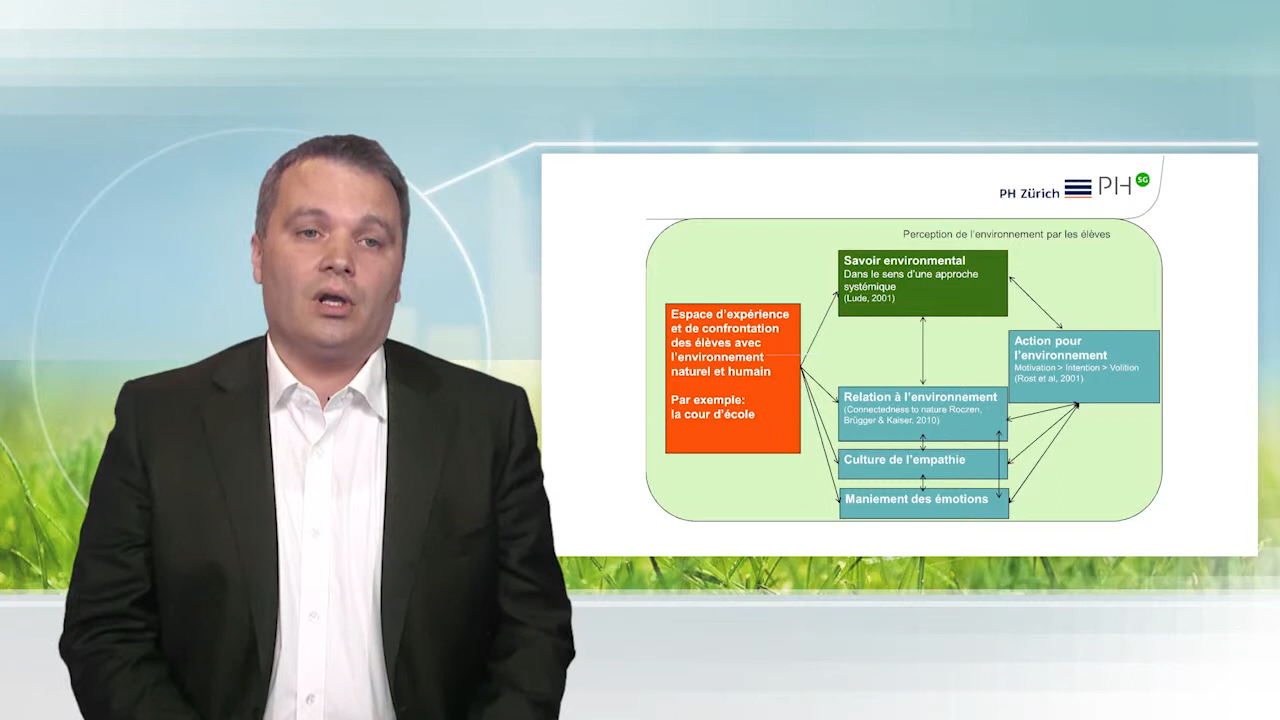 PH Zürich
PH SG
Perception de l'environnement par les élèves
Savoir environmental
Dans le sens d'une approche
systémique
(Lude, 2001)
Espace d'expérience
et de confrontation
des élèves avec
l'environnement
naturel et humain
Par exemple:
la cour d'école
Action pour
l'environnement
Motivation > Intention > Volition
(Rost et al, 2001)
Relation à l'environnement
(Connectedness to nature Roczen,
Brügger & Kaiser, 2010)
Culture de l'empathie
Maniement des émotions